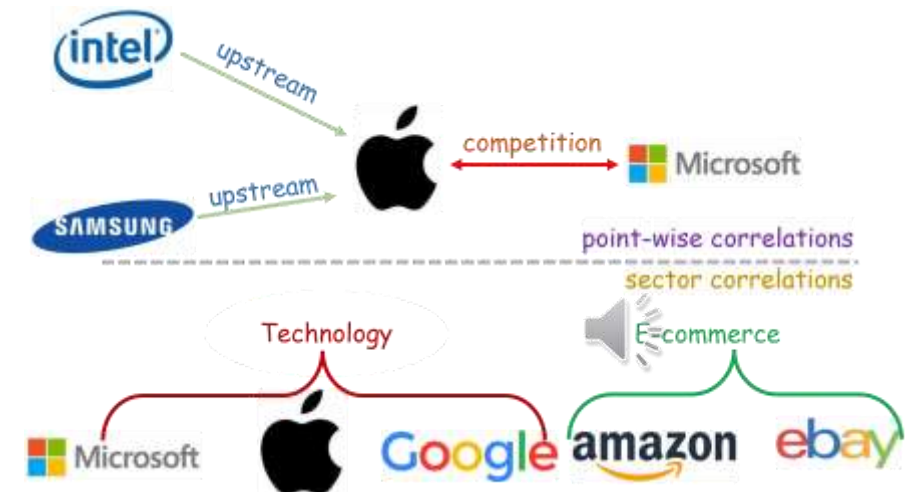 intel
upstream
competition
Microsoft
upstream
SAMSUNG
point-wise correlations
sector correlations
Technology
E-commerce
Microsoft
Google
amazon
ebay